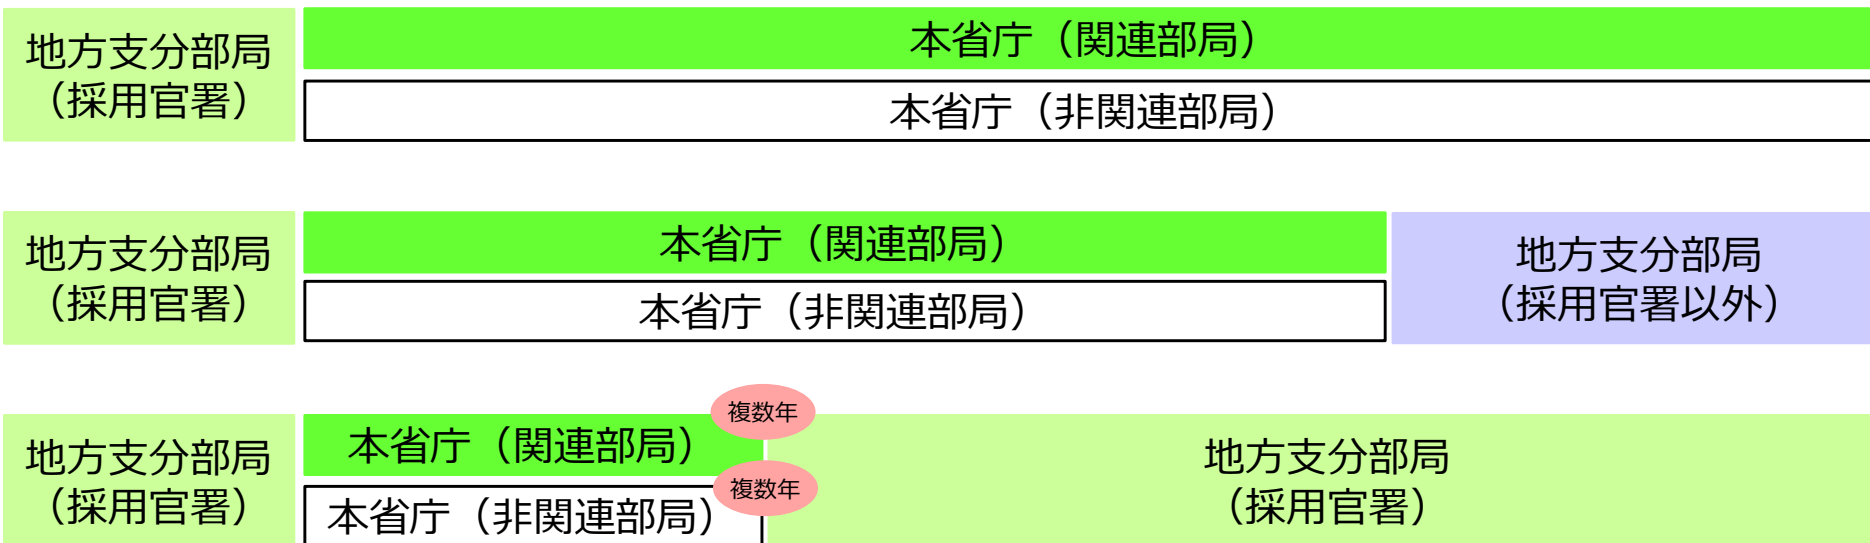 地方支分部局
（採用官署）
本省庁（関連部局）
本省庁（非関連部局）
地方支分部局
（採用官署）
本省庁（関連部局）
本省庁（非関連部局）
地方支分部局
（採用官署以外）
地方支分部局
（採用官署）
本省庁（関連部局）
複数年
本省庁（非関連部局）
複数年
地方支分部局
（採用官署）